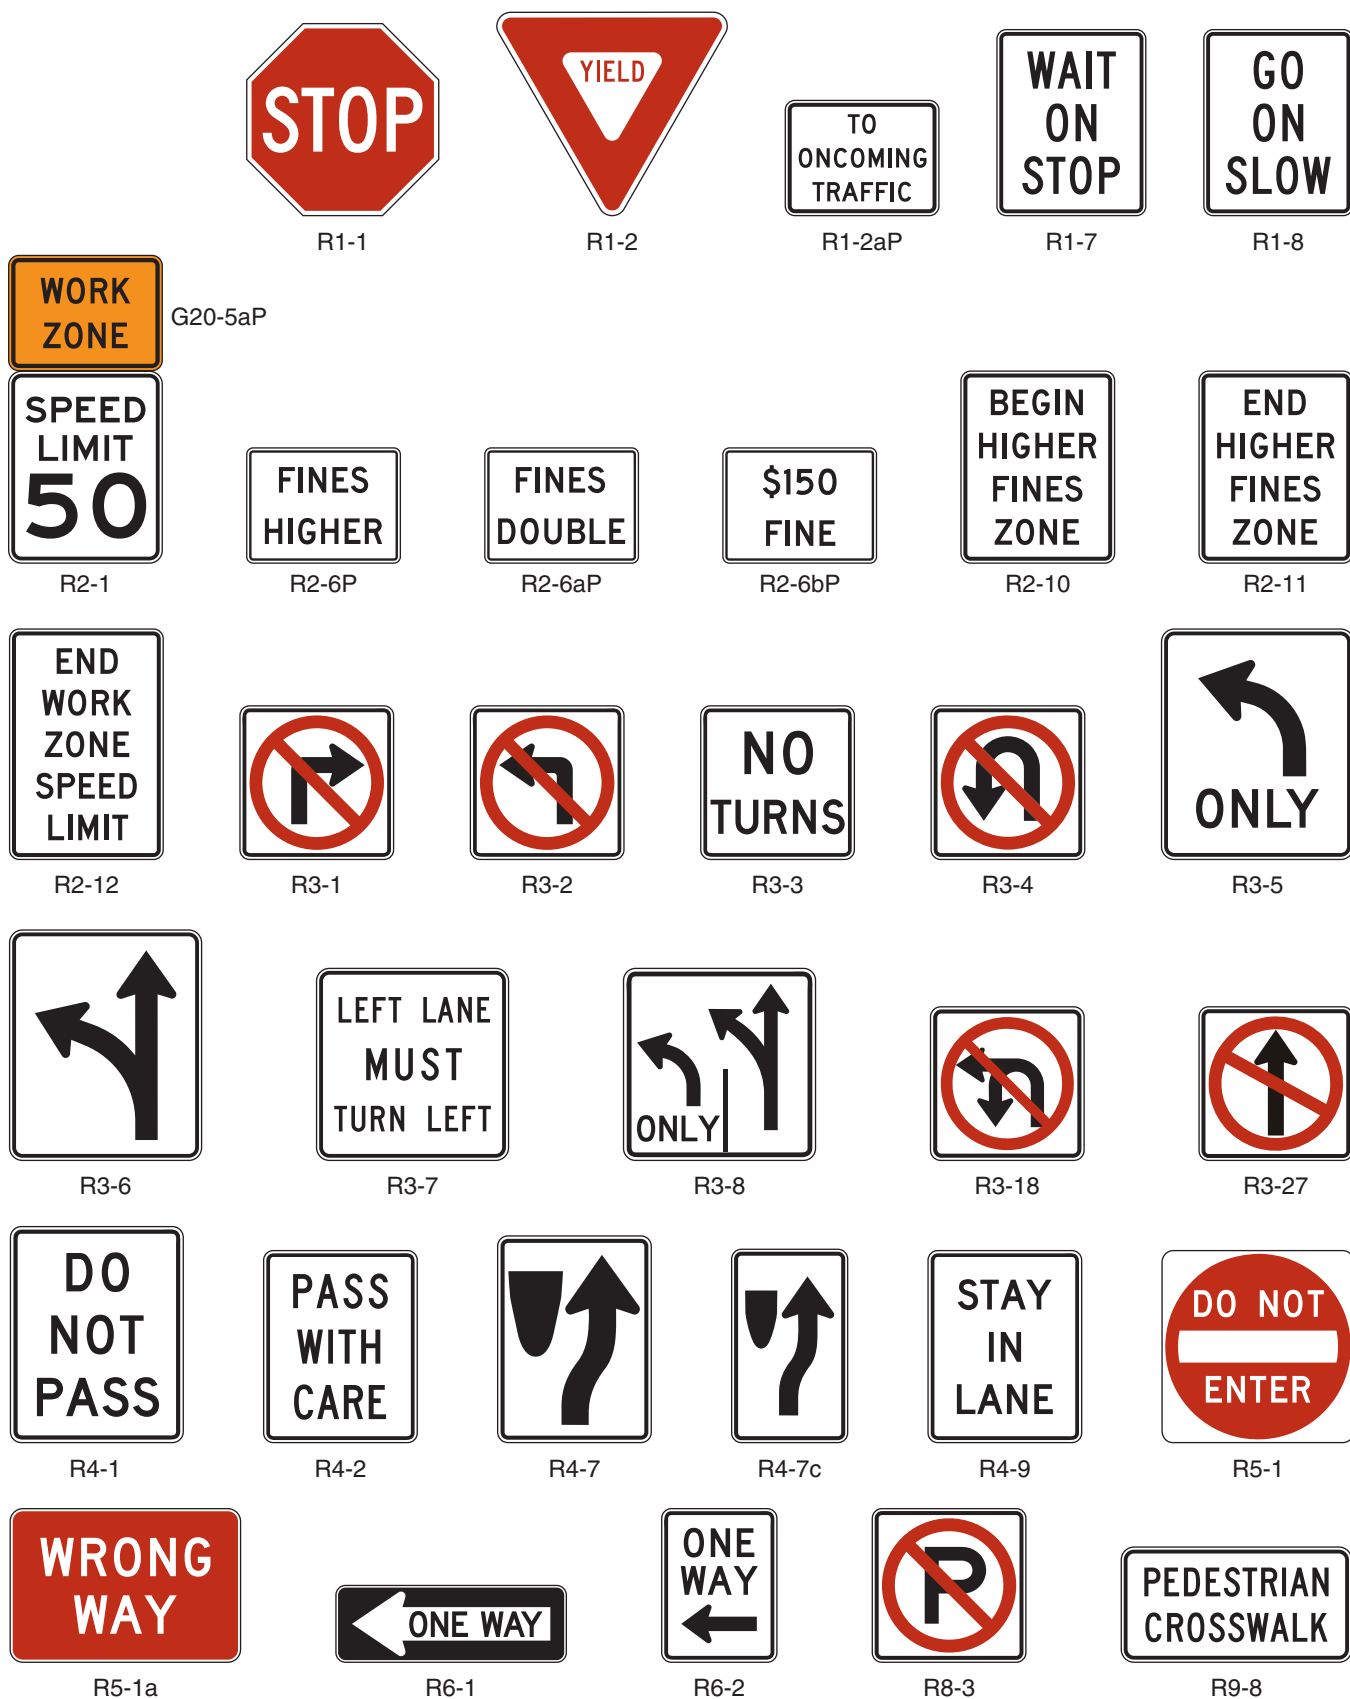 STOP
R1-1
YIELD
R1-2
TO
ONCOMING
TRAFFIC
R1-2aP
WAIT
ON
STOP
R1-7
GO
ON
SLOW
R1-8
WORK
ZONE
G20-5aP
SPEED
LIMIT
50
R2-1
FINES
HIGHER
R2-6P
FINES
DOUBLE
R2-6aP
$150
FINE
R2-6bP
BEGIN
HIGHER
FINES
ZONE
R2-10
END
HIGHER
FINES
ZONE
R2-11
END
WORK
ZONE
SPEED
LIMIT
R2-12
R3-1
R3-2
NO
TURNS
R3-3
R3-4
ONLY
R3-5
R3-6
LEFT LANE
MUST
TURN LEFT
R3-7
ONLY
R3-8
R3-18
R3-27
DO
NOT
PASS
R4-1
PASS
WITH
CARE
R4-2
R4-7
R4-7c
STAY
IN
LANE
R4-9
DO NOT
ENTER
R5-1
WRONG
WAY
R5-1a
ONE WAY
R6-1
ONE
WAY
R6-2
P
R8-3
PEDESTRIAN
CROSSWALK
R9-8